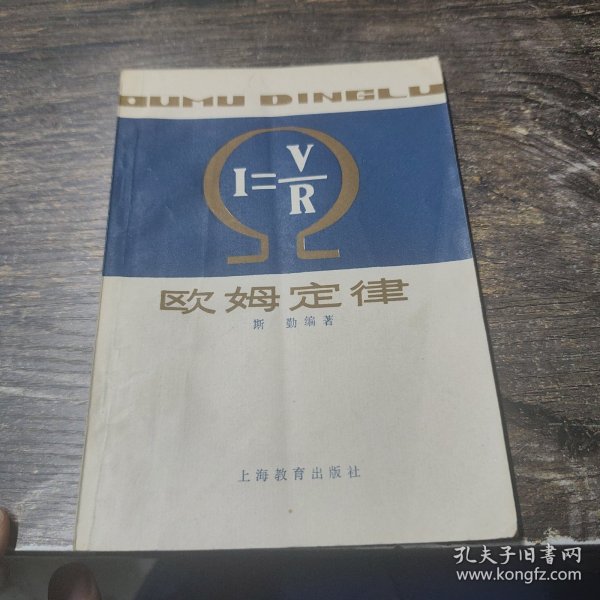 OUMU DINGLU
Ω
I=V/R
欧姆定律
斯 勤编著
上海教育出版社
孔夫子旧书网
www.kongfz.com